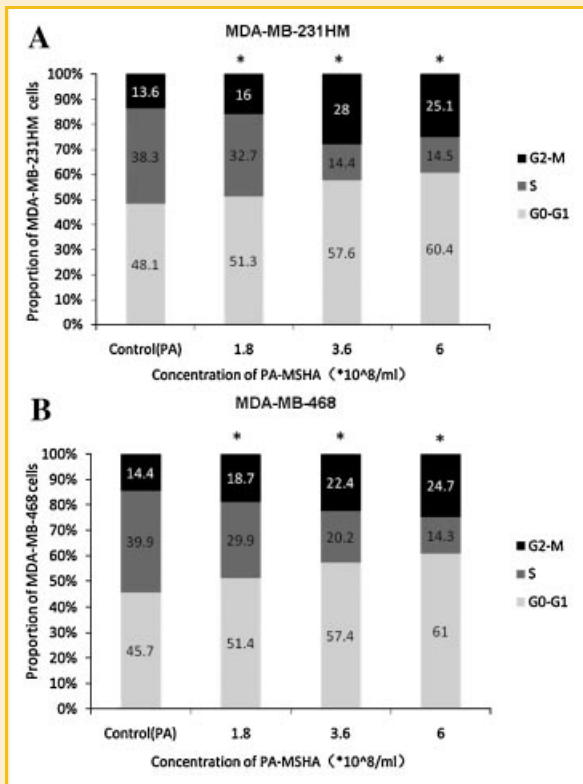 A
MDA-MB-231HM
* * *
Proportion of MDA-MB-231HM cells
100%
90%
80%
70%
60%
50%
40%
30%
20%
10%
0%
13.6 16 28 25.1
38.3 32.7 14.4 14.5
48.1 51.3 57.6 60.4
G2-M
S
G0-G1
Control(PA) 1.8 3.6 6
Concentration of PA-MSHA（*10^8/ml）
B
MDA-MB-468
* * *
Proportion of MDA-MB-468 cells
100%
90%
80%
70%
60%
50%
40%
30%
20%
10%
0%
14.4 18.7 22.4 24.7
39.9 29.9 20.2 14.3
45.7 51.4 57.4 61
G2-M
S
G0-G1
Control(PA) 1.8 3.6 6
Concentration of PA-MSHA（*10^8/ml）